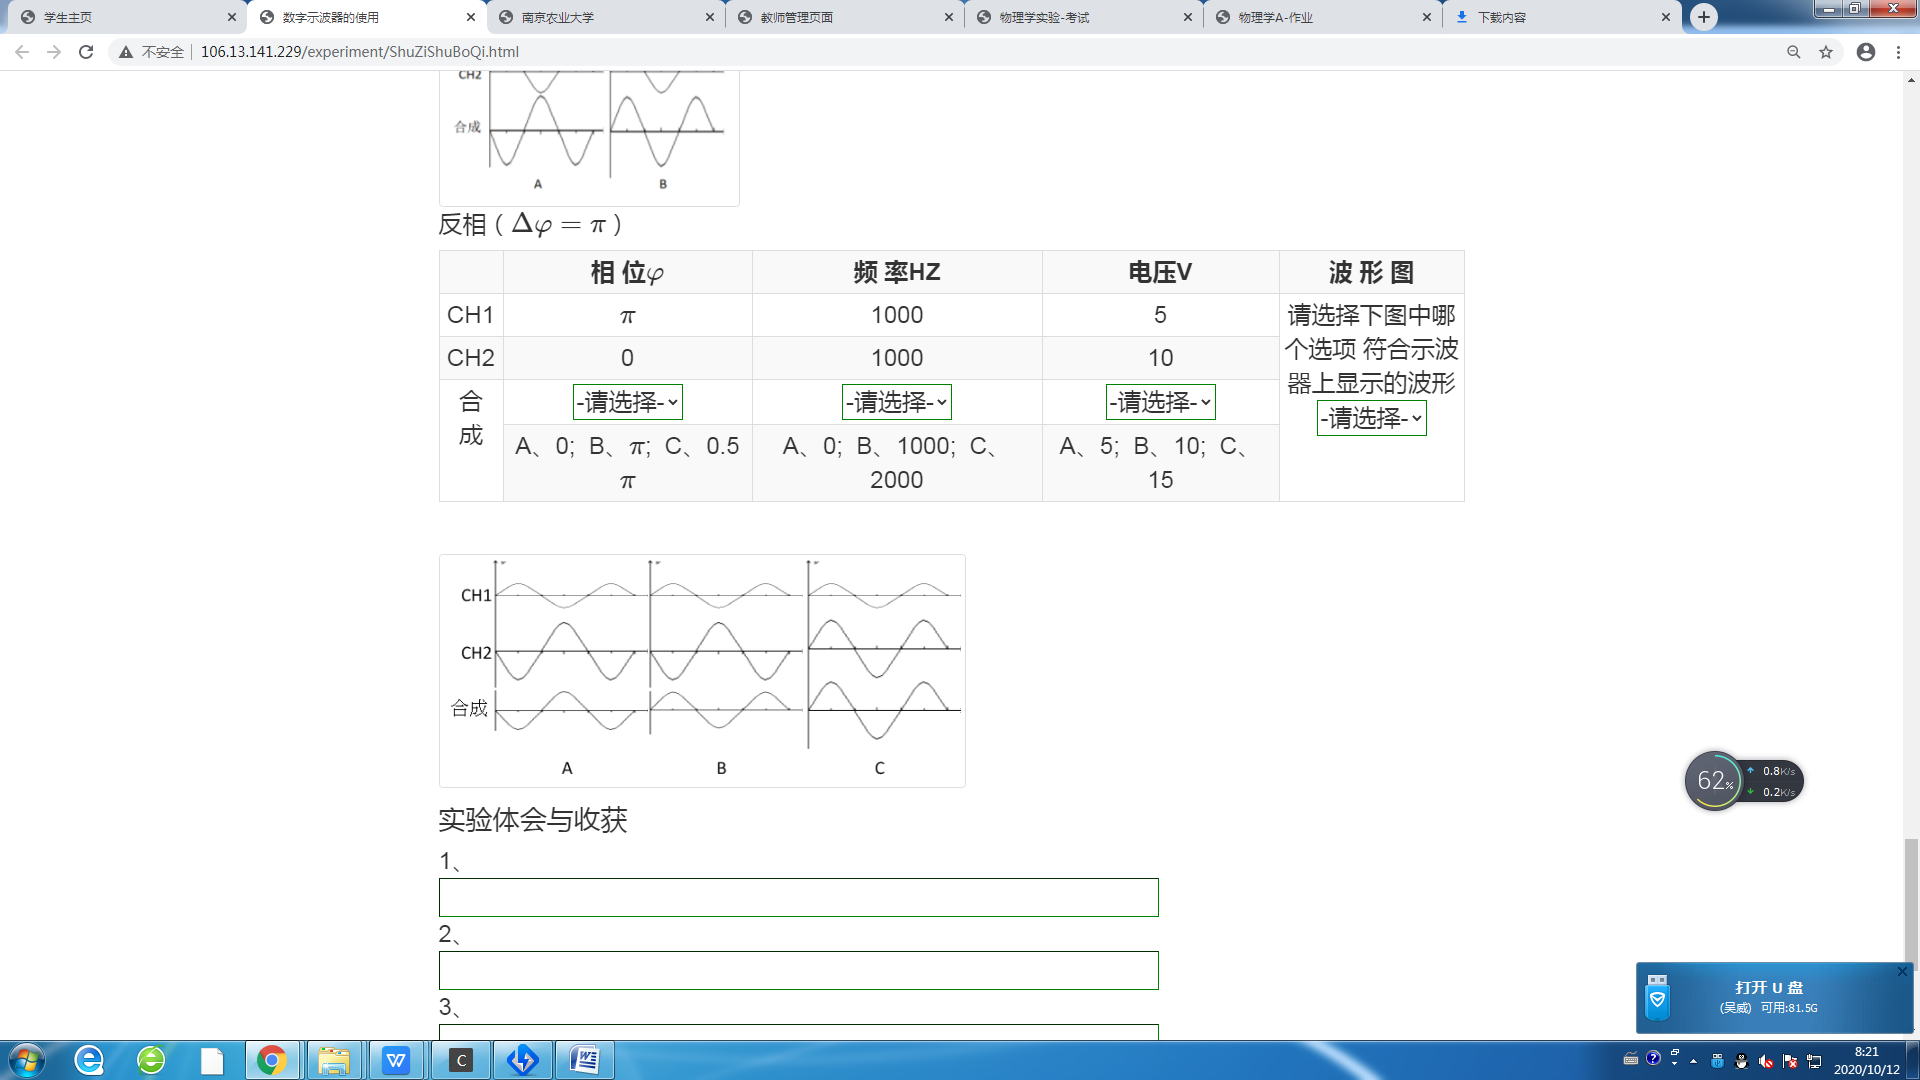 学生主页
数字示波器的使用
南京农业大学
教师管理页面
物理学实验-考试
物理学A-作业
下载内容
不安全
106.13.141.229/experiment/ShuZiShuBoQi.html
CH2
合成
A B
反相（Δφ = π）
相 位φ 频 率HZ 电压V 波 形 图
CH1 π 1000 5
CH2 0 1000 10
请选择下图中哪
个选项 符合示波
器上显示的波形
-请选择-
合
成
-请选择- -请选择- -请选择-
A、0; B、π; C、0.5
π
A、0; B、1000; C、
2000
A、5; B、10; C、
15
CH1
CH2
合成
A B C
实验体会与收获
1、
2、
3、
62%
0.8K/s
0.2K/s
打开 U 盘
(吴威) 可用:81.5G
8:21
2020/10/12